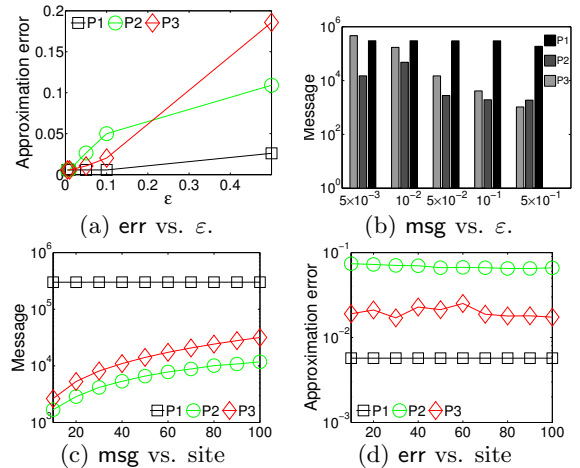 Approximation error
0.2
0.15
0.1
0.05
0
P1 P2 P3
0 0.1 0.2 0.3 0.4
ε
(a) err vs. ε.
Message
10^6
10^4
10^2
10^0
P1
P2
P3
5×10^-3 10^-2 5×10^-2 10^-1 5×10^-1
(b) msg vs. ε.
Message
10^6
10^5
10^4
10^3
P1 P2 P3
20 40 60 80 100
(c) msg vs. site
Approximation error
10^-1
10^-2
10^-3
P1 P2 P3
20 40 60 80 100
(d) err vs. site